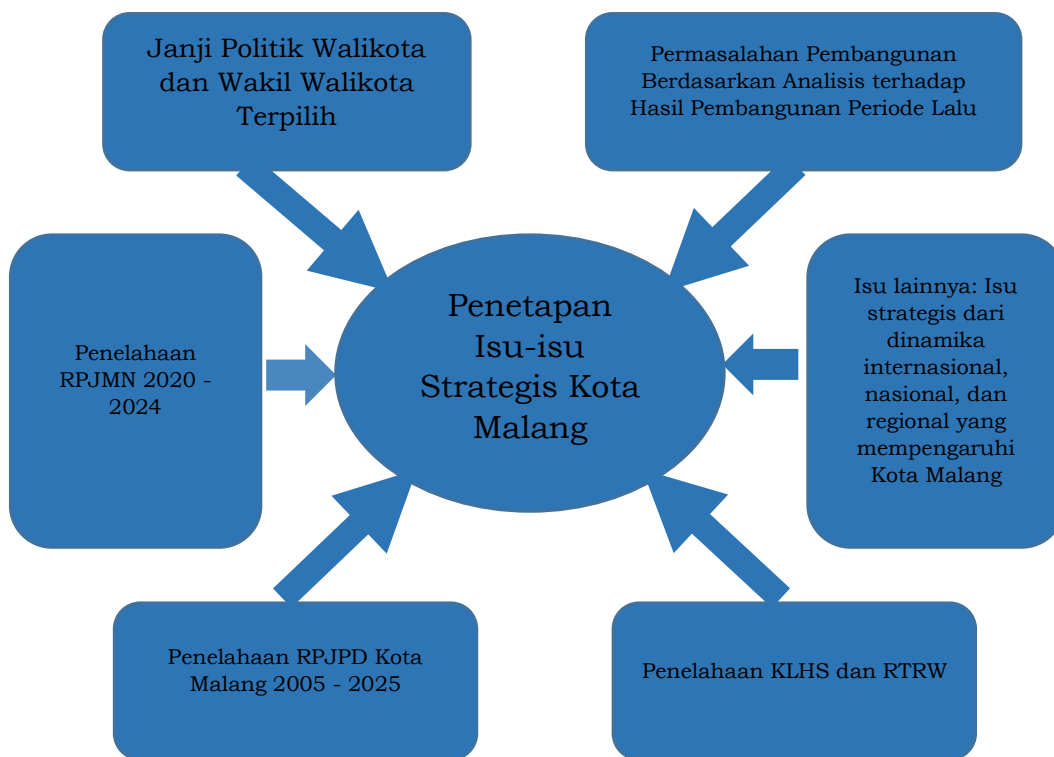 Janji Politik Walikota
dan Wakil Walikota
Terpilih
Permasalahan Pembangunan
Berdasarkan Analisis terhadap
Hasil Pembangunan Periode Lalu
Penelahaan
RPJMN 2020 -
2024
Penetapan
Isu-isu
Strategis Kota
Malang
Isu lainnya: Isu
strategis dari
dinamika
internasional,
nasional, dan
regional yang
mempengaruhi
Kota Malang
Penelahaan RPJPD Kota
Malang 2005 - 2025
Penelahaan KLHS dan RTRW